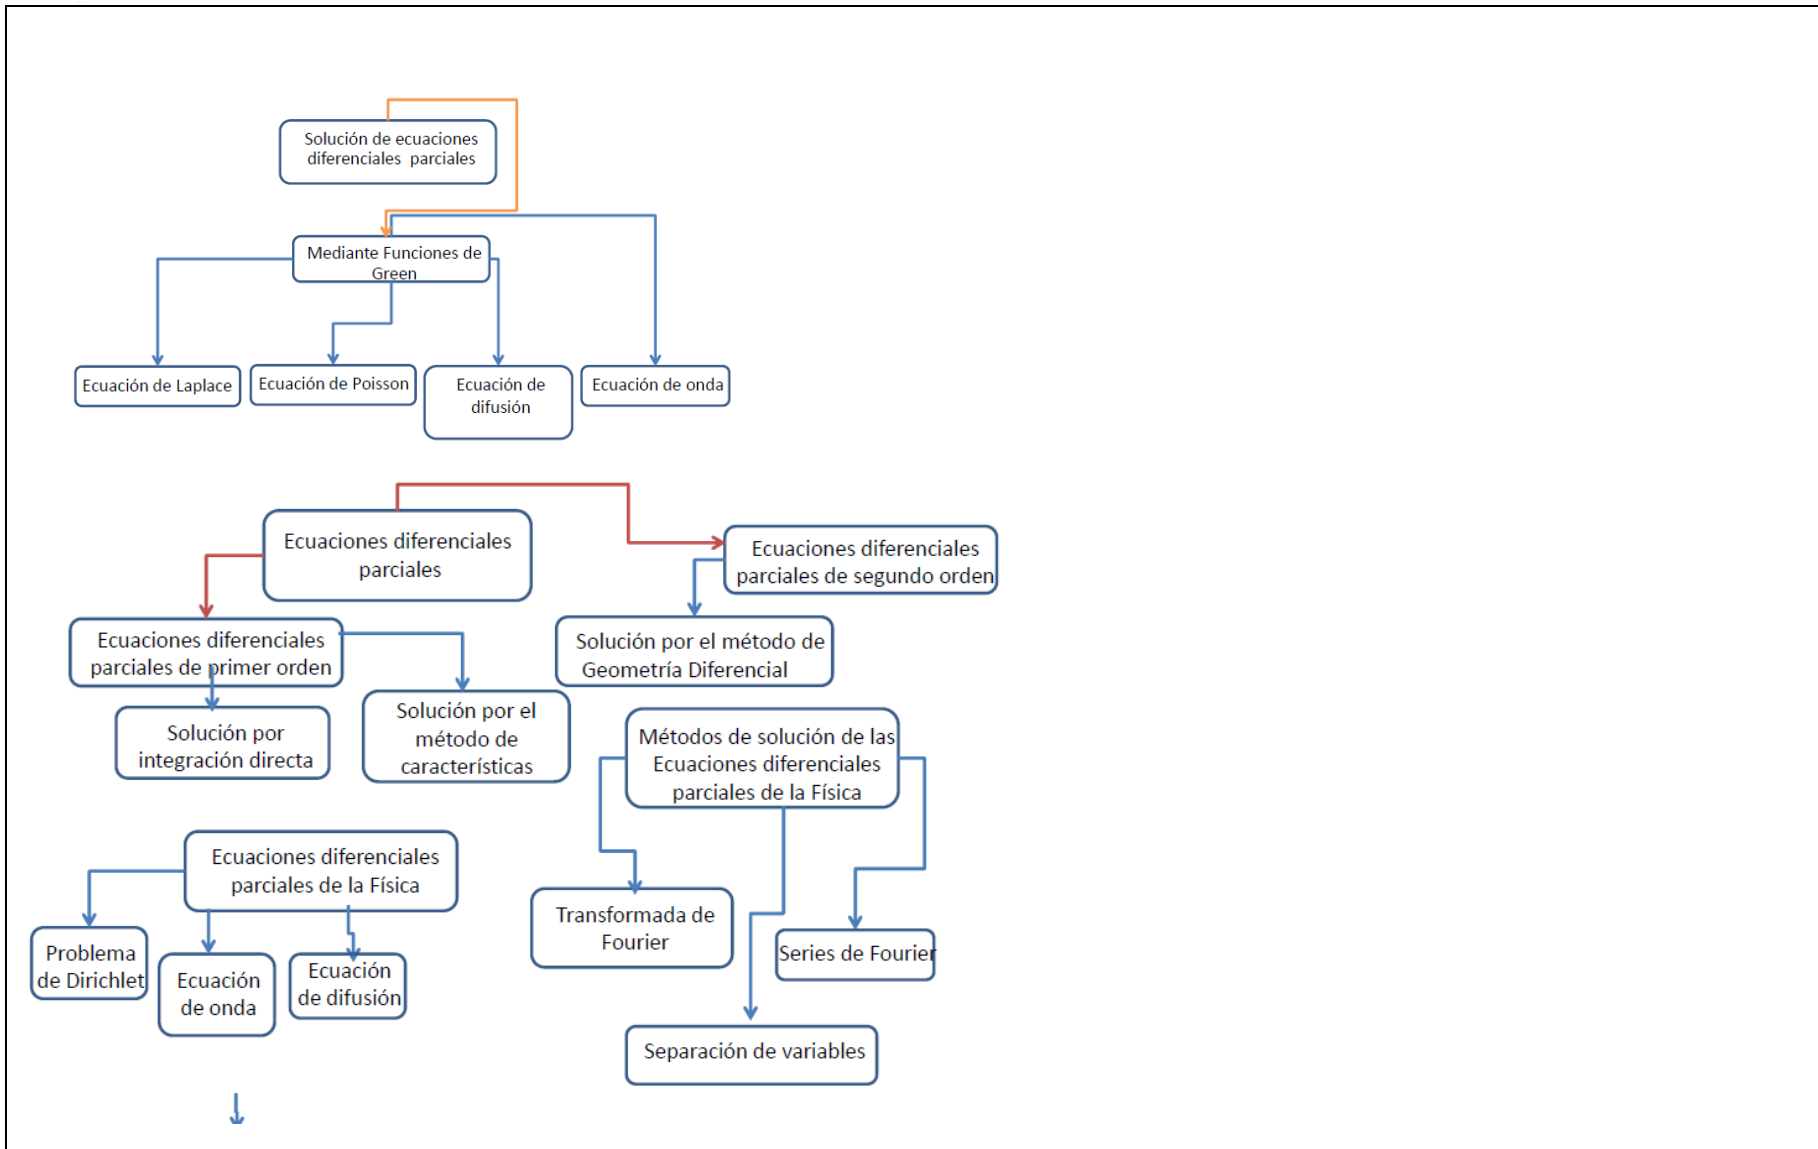 Solución de ecuaciones
diferenciales parciales
Mediante Funciones de
Green
Ecuación de Laplace
Ecuación de Poisson
Ecuación de
difusión
Ecuación de onda
Ecuaciones diferenciales
parciales
Ecuaciones diferenciales
parciales de segundo orden
Ecuaciones diferenciales
parciales de primer orden
Solución por el método de
Geometría Diferencial
Solución por
integración directa
Solución por el
método de
características
Métodos de solución de las
Ecuaciones diferenciales
parciales de la Física
Ecuaciones diferenciales
parciales de la Física
Problema
de Dirichlet
Ecuación
de onda
Ecuación
de difusión
Transformada de
Fourier
Series de Fourier
Separación de variables